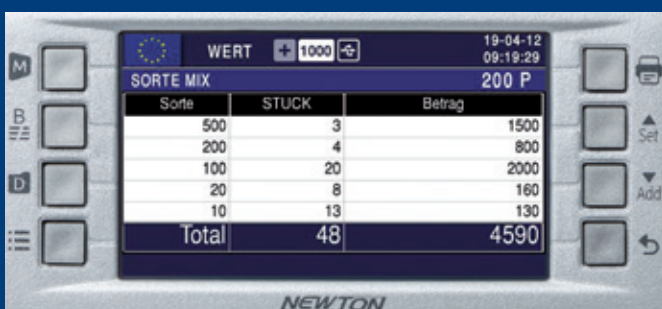 WERT + 1000
19-04-12
09:19:29
SORTE MIX 200 P
Sorte STUCK Betrag
500 3 1500
200 4 800
100 20 2000
20 8 160
10 13 130
Total 48 4590
M
B
Set
D
Add
NEWTON